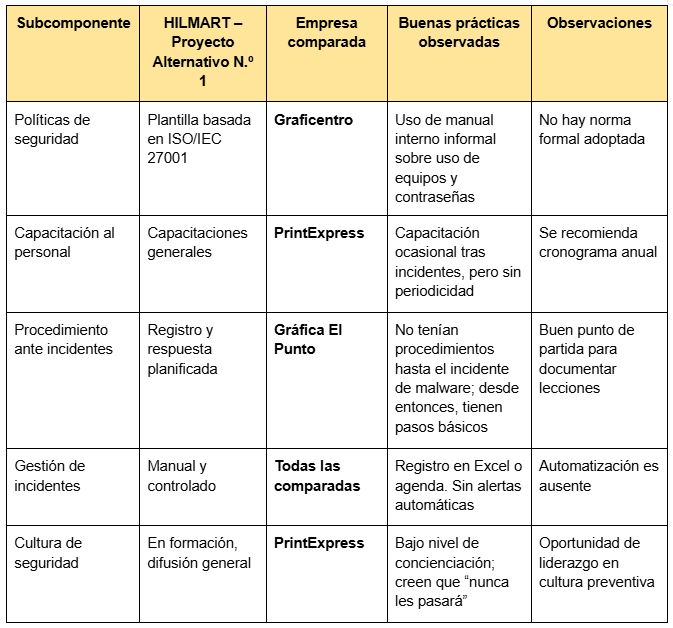 Subcomponente
HILMART –
Proyecto
Alternativo N.º
1
Empresa
comparada
Buenas prácticas
observadas
Observaciones
Políticas de
seguridad
Plantilla basada
en ISO/IEC
27001
Graficentro
Uso de manual
interno informal
sobre uso de
equipos y
contraseñas
No hay norma
formal adoptada
Capacitación al
personal
Capacitaciones
generales
PrintExpress
Capacitación
ocasional tras
incidentes, pero sin
periodicidad
Se recomienda
cronograma anual
Procedimiento
ante incidentes
Registro y
respuesta
planificada
Gráfica El
Punto
No tenían
procedimientos
hasta el incidente
de malware; desde
entonces, tienen
pasos básicos
Buen punto de
partida para
documentar
lecciones
Gestión de
incidentes
Manual y
controlado
Todas las
comparadas
Registro en Excel o
agenda. Sin alertas
automáticas
Automatización es
ausente
Cultura de
seguridad
En formación,
difusión general
PrintExpress
Bajo nivel de
concienciación;
creen que “nunca
les pasará”
Oportunidad de
liderazgo en
cultura preventiva